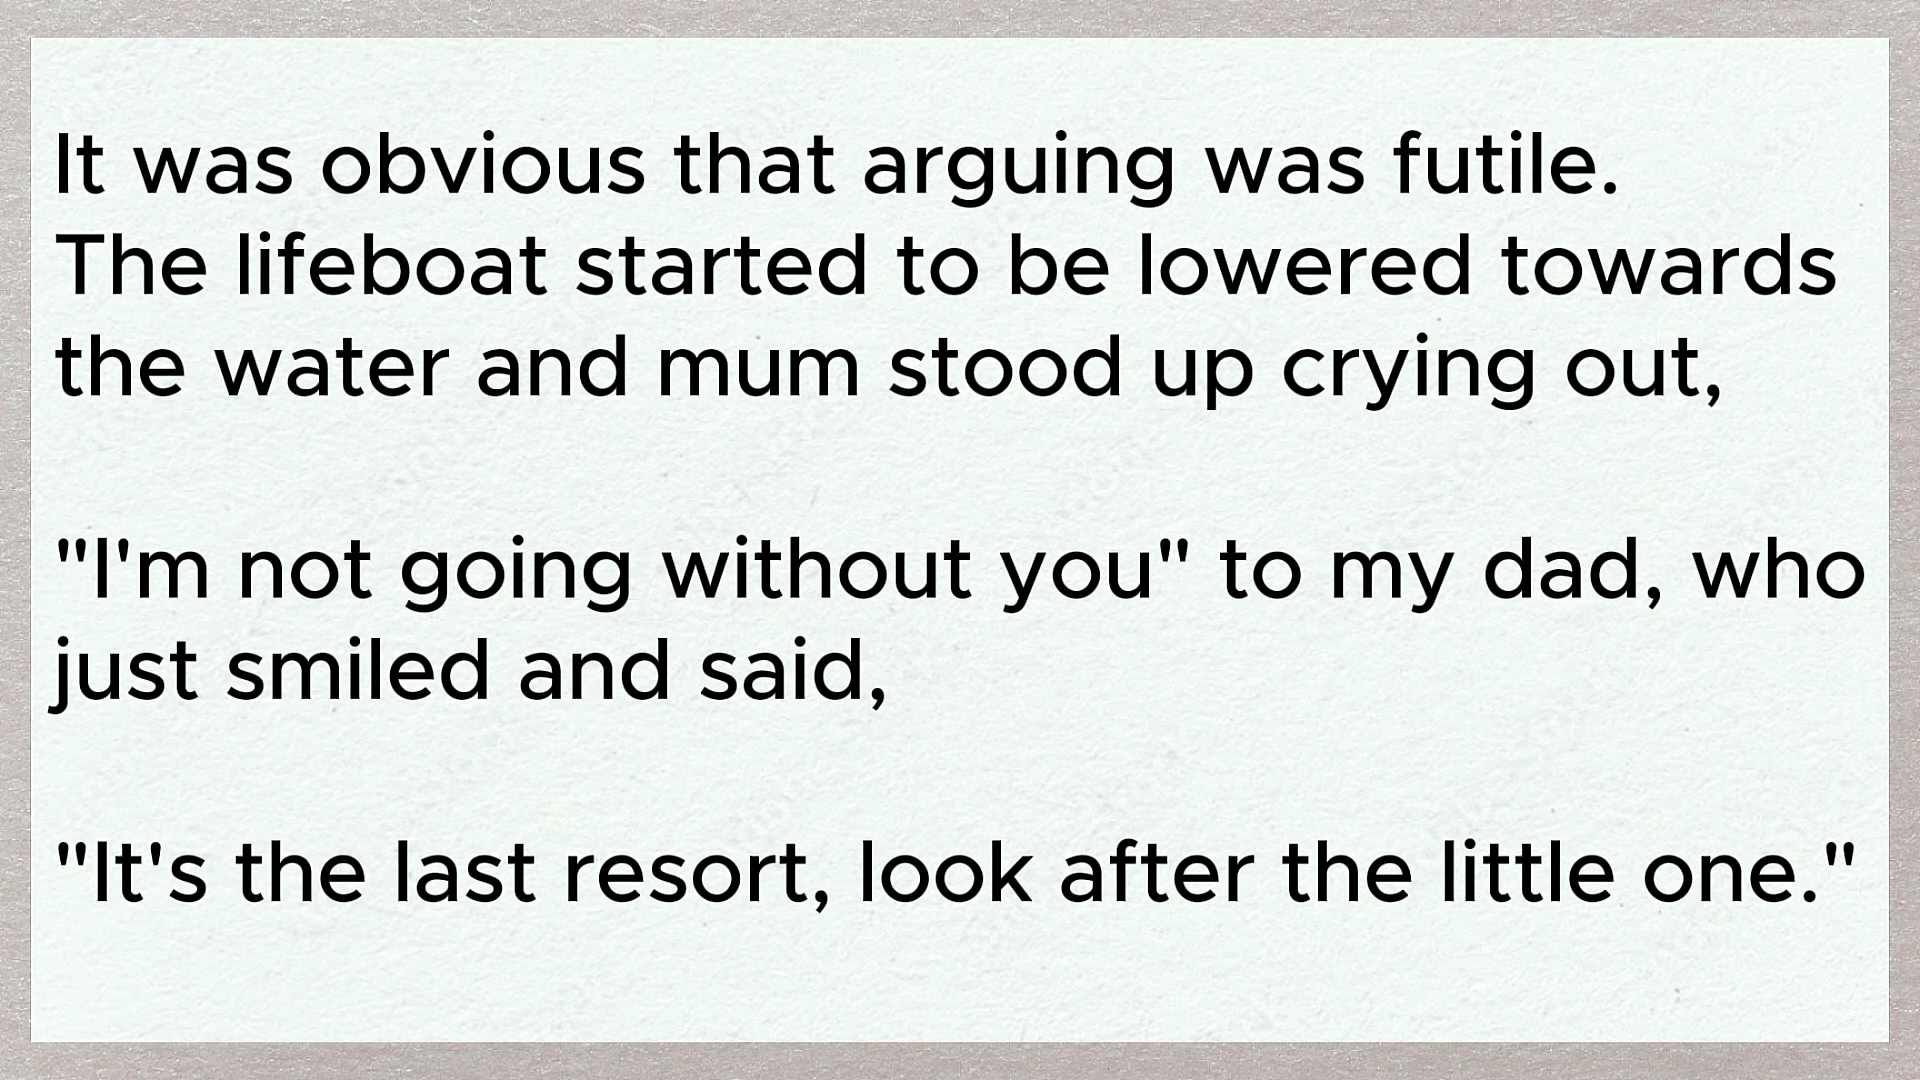 It was obvious that arguing was futile.
The lifeboat started to be lowered towards
the water and mum stood up crying out,
"I'm not going without you" to my dad, who
just smiled and said,
"It's the last resort, look after the little one."